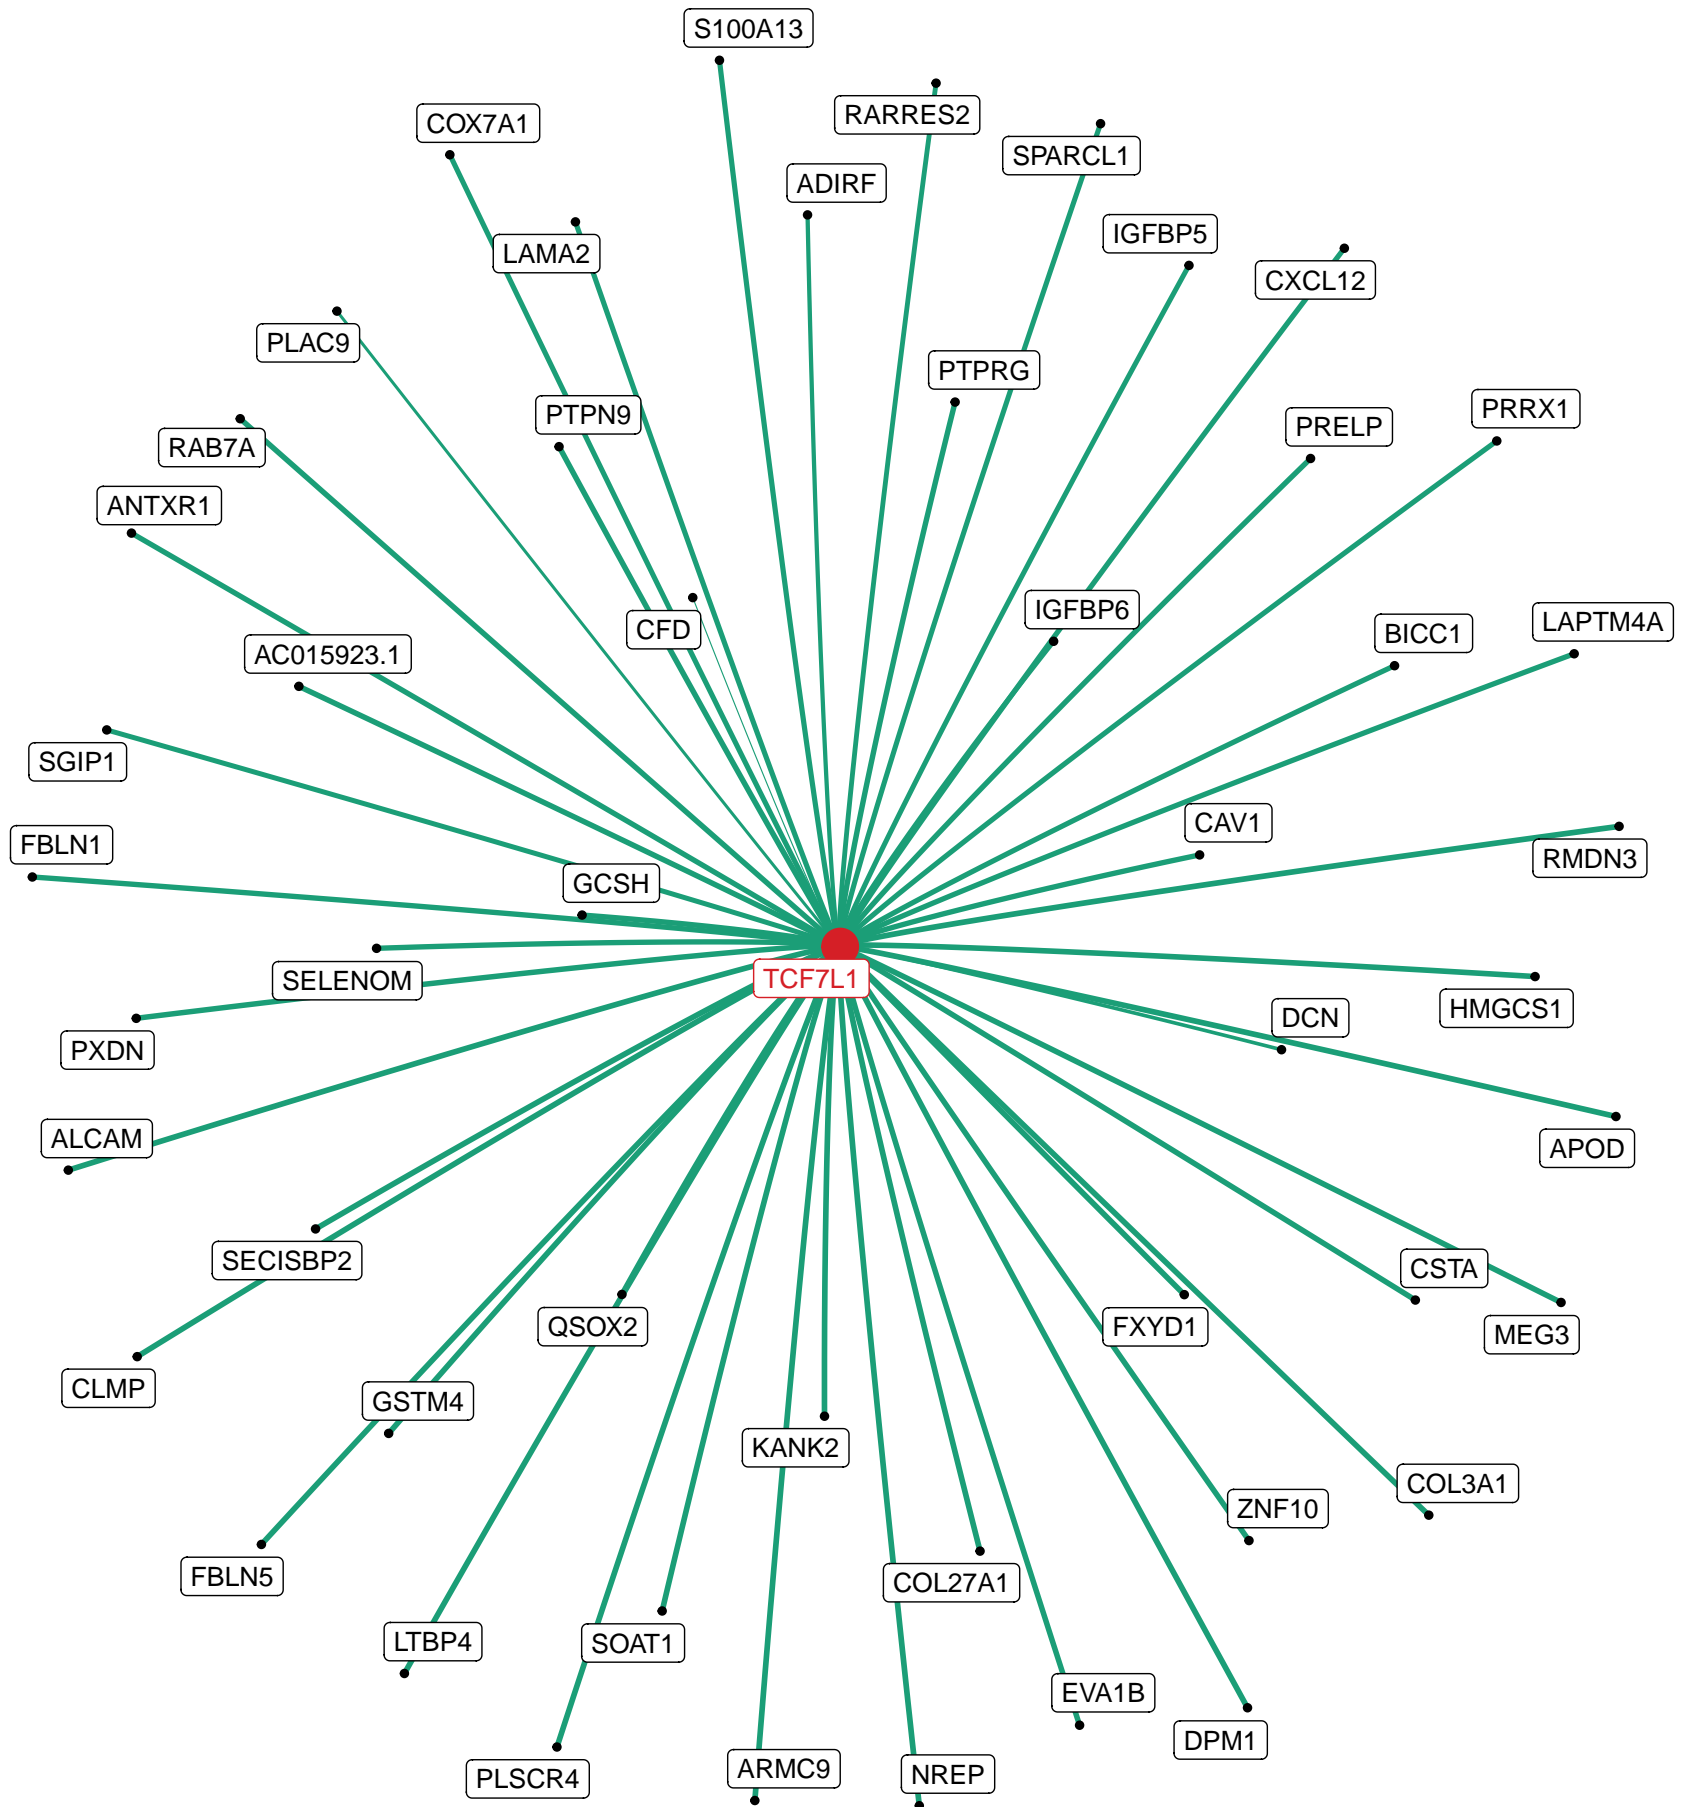 S100A13
RARRES2
COX7A1
SPARCL1
ADIRF
IGFBP5
LAMA2
CXCL12
PLAC9
PTPRG
PRRX1
PTPN9
PRELP
RAB7A
ANTXR1
IGFBP6
LAPTM4A
CFD
BICC1
AC015923.1
SGIP1
CAV1
FBLN1
RMDN3
GCSH
TCF7L1
SELENOM
HMGCS1
DCN
PXDN
ALCAM
APOD
SECISBP2
CSTA
QSOX2
FXYD1
MEG3
CLMP
GSTM4
KANK2
COL3A1
ZNF10
FBLN5
COL27A1
LTBP4
SOAT1
EVA1B
DPM1
ARMC9
NREP
PLSCR4